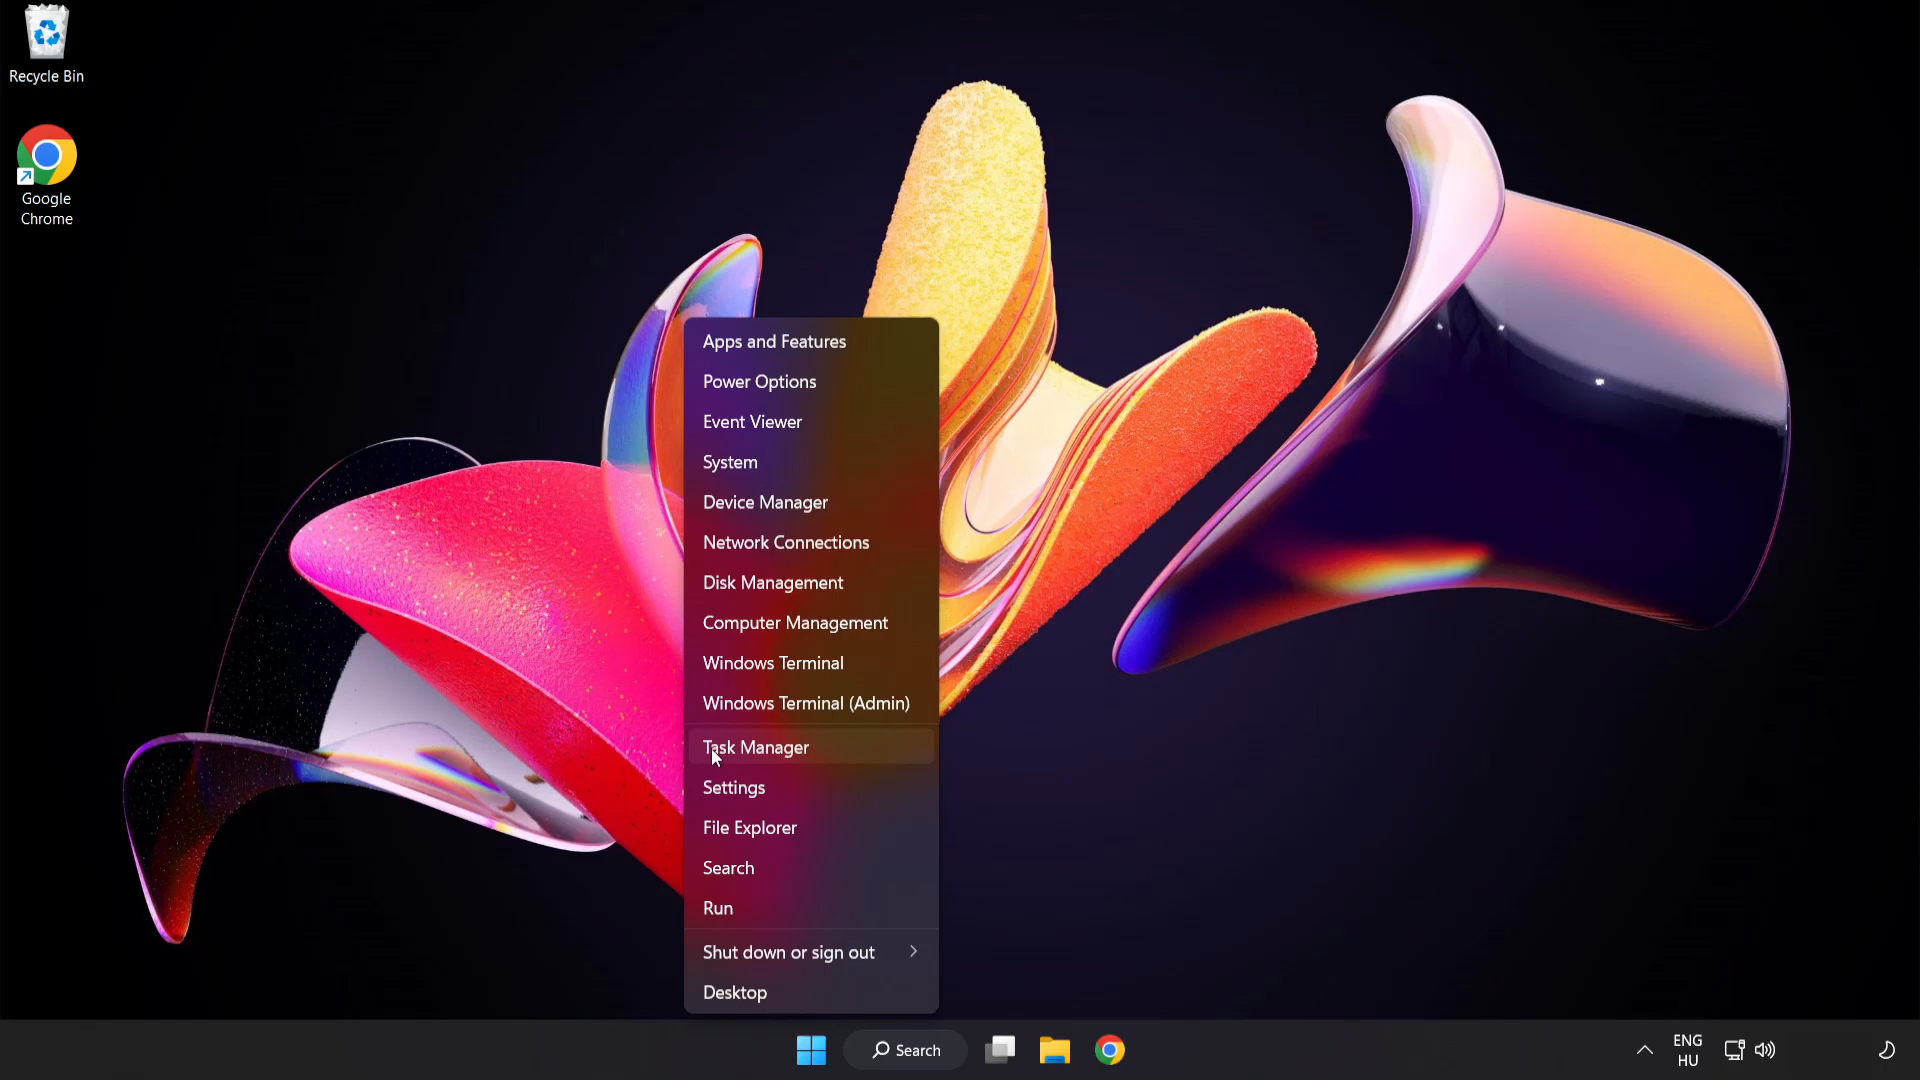 Recycle Bin
Google
Chrome
Apps and Features
Power Options
Event Viewer
System
Device Manager
Network Connections
Disk Management
Computer Management
Windows Terminal
Windows Terminal (Admin)
Task Manager
Settings
File Explorer
Search
Run
Shut down or sign out
Desktop
Search
ENG
HU